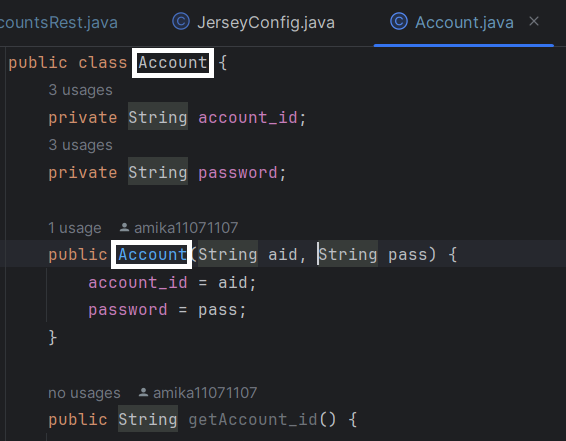 countsRest.java JerseyConfig.java Account.java
public class Account {
3 usages
private String account_id;
3 usages
private String password;
1 usage amika11071107
public Account(String aid, String pass) {
account_id = aid;
password = pass;
}
no usages amika11071107
public String getAccount_id() {